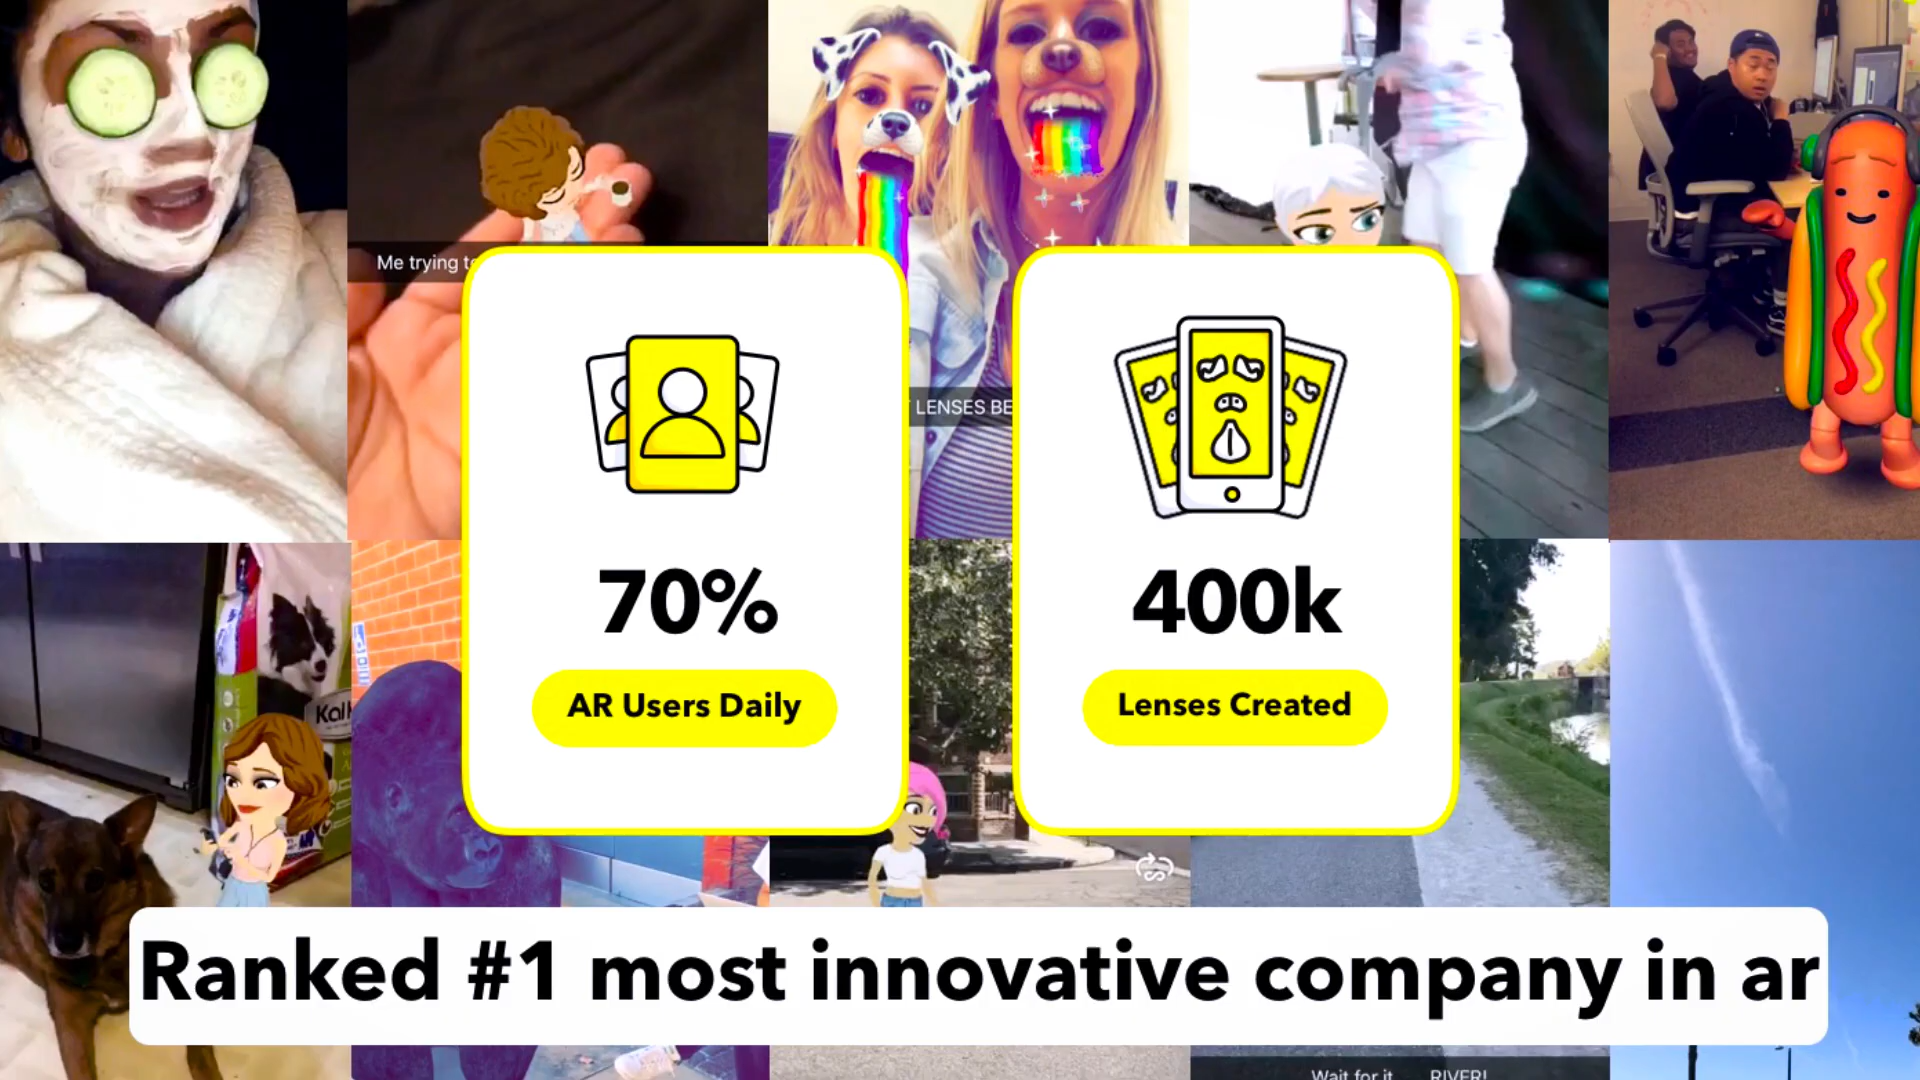 Me trying
LENSES BE
70%
AR Users Daily
400k
Lenses Created
Kal
Ranked #1 most innovative company in ar
Wait for it RIVER!